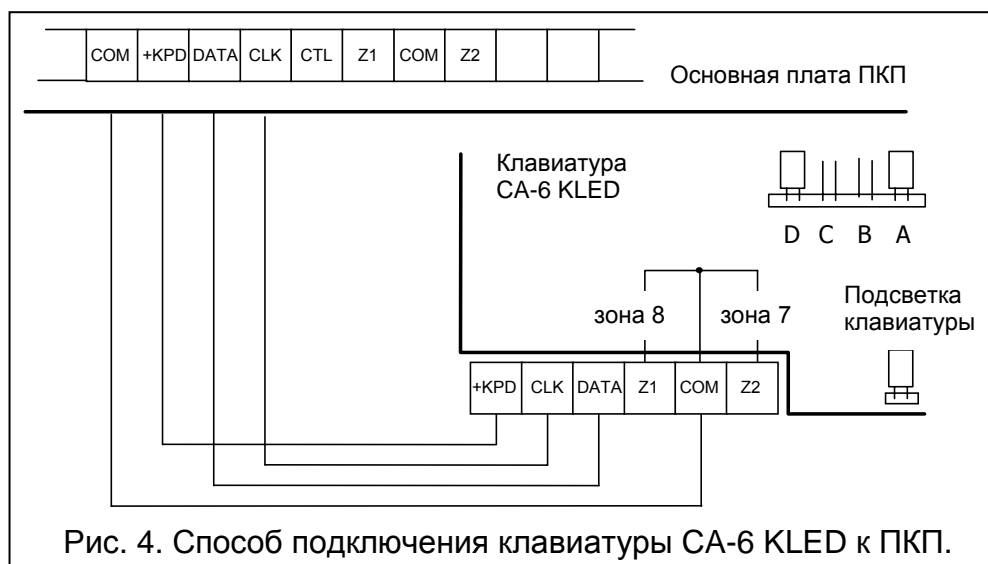 COM +KPD DATA CLK CTL Z1 COM Z2
Основная плата ПКП
Клавиатура
CA-6 KLED
D C B A
Подсветка
клавиатуры
зона 8 зона 7
+KPD CLK DATA Z1 COM Z2
Рис. 4. Способ подключения клавиатуры CA-6 KLED к ПКП.